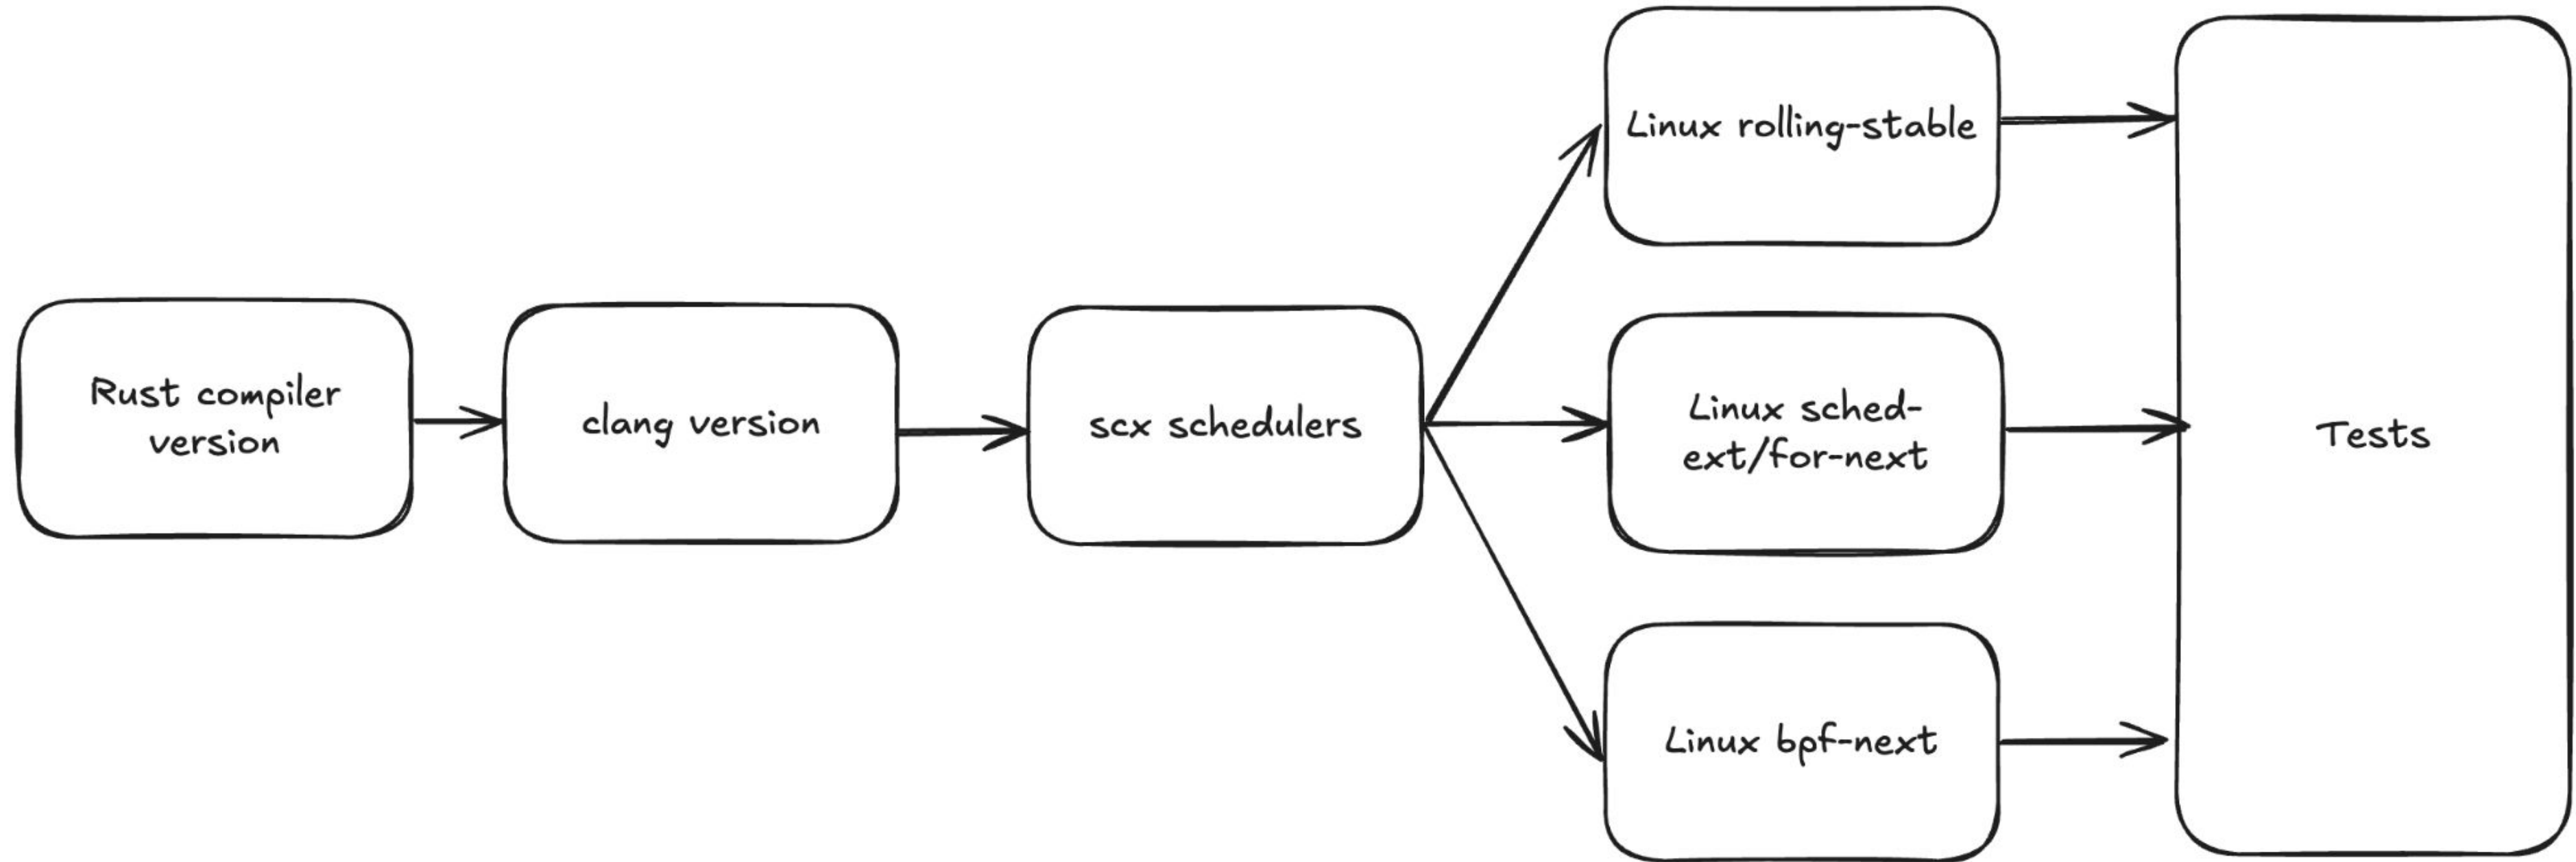 Rust compiler
version
clang version
scx schedulers
Linux rolling-stable
Linux sched-
ext/for-next
Linux bpf-next
Tests